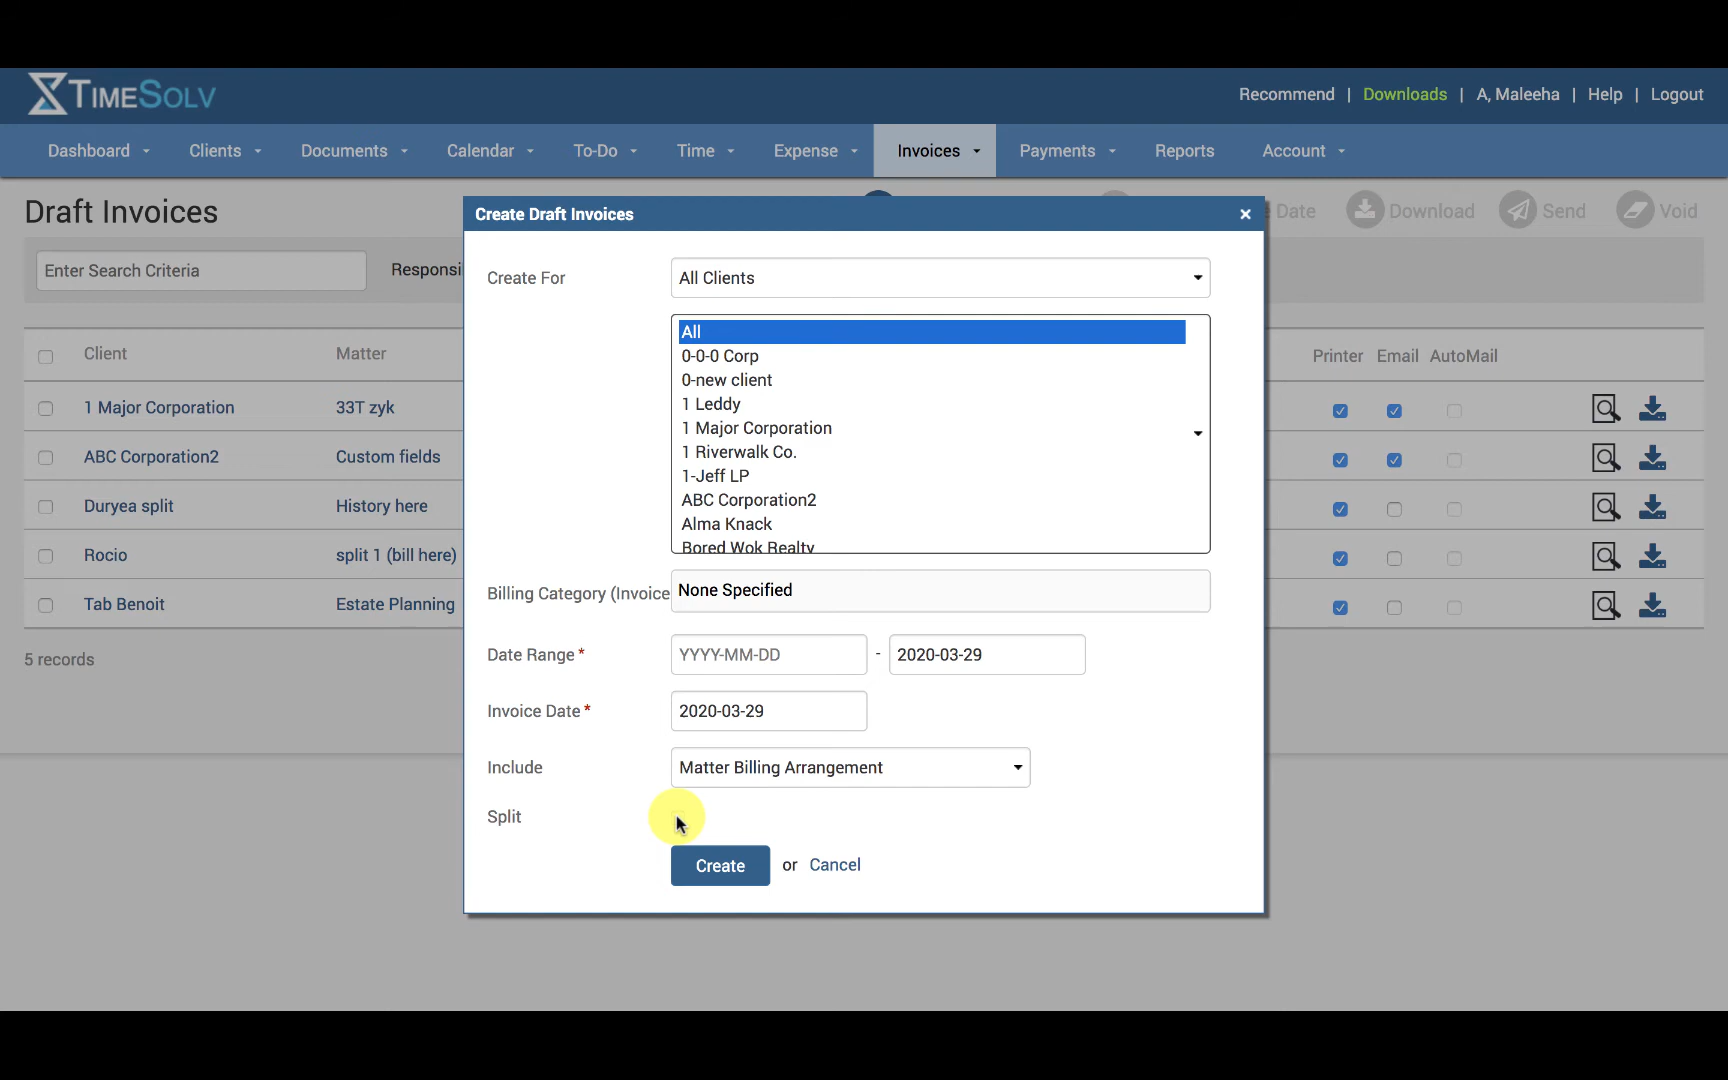 TIMESOLV
Recommend | Downloads | A, Maleeha | Help | Logout
Dashboard Clients Documents Calendar To-Do Time Expense Invoices Payments Reports Account
Draft Invoices
Date Download Send Void
Create Draft Invoices ×
Enter Search Criteria
Responsi
Create For All Clients
All
0-0-0 Corp
0-new client
1 Leddy
1 Major Corporation
1 Riverwalk Co.
1-Jeff LP
ABC Corporation2
Alma Knack
Bored Wok Realty
Client Matter Printer Email AutoMail
1 Major Corporation 33T zyk
ABC Corporation2 Custom fields
Duryea split History here
Rocio split 1 (bill here)
Tab Benoit Estate Planning
5 records
Billing Category (Invoice None Specified
Date Range* YYYY-MM-DD - 2020-03-29
Invoice Date* 2020-03-29
Include Matter Billing Arrangement
Split
Create or Cancel